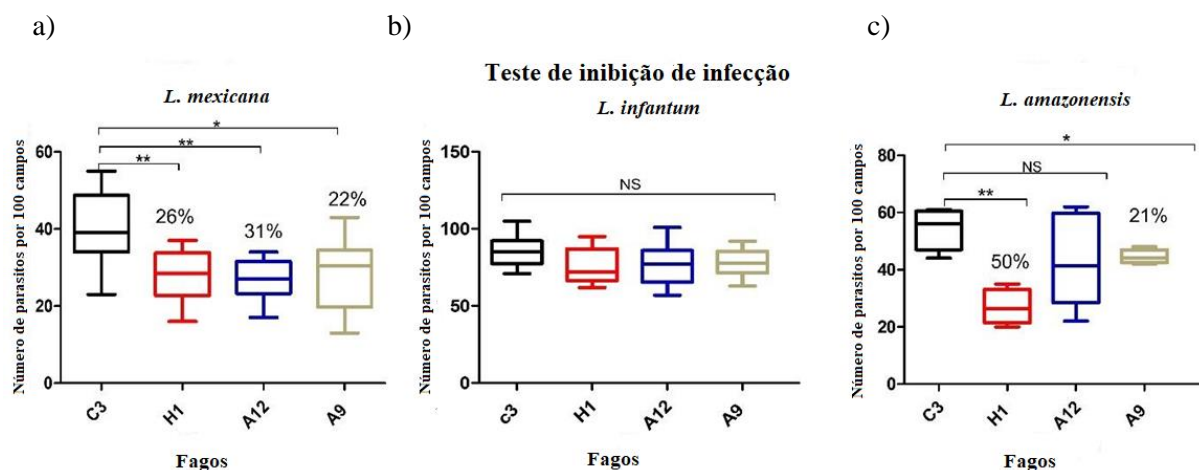 a)
b)
c)
Teste de inibição de infecção
L. mexicana
L. infantum
L. amazonensis
Número de parasitos por 100 campos
60
40
20
0
*
**
**
26%
31%
22%
C3
H1
A12
A9
Fagos
Número de parasitos por 100 campos
150
100
50
0
NS
c3
H1
A12
A9
Fagos
Número de parasitos por 100 campos
80
60
40
20
0
*
NS
**
50%
21%
C3
H1
A12
A9
Fagos